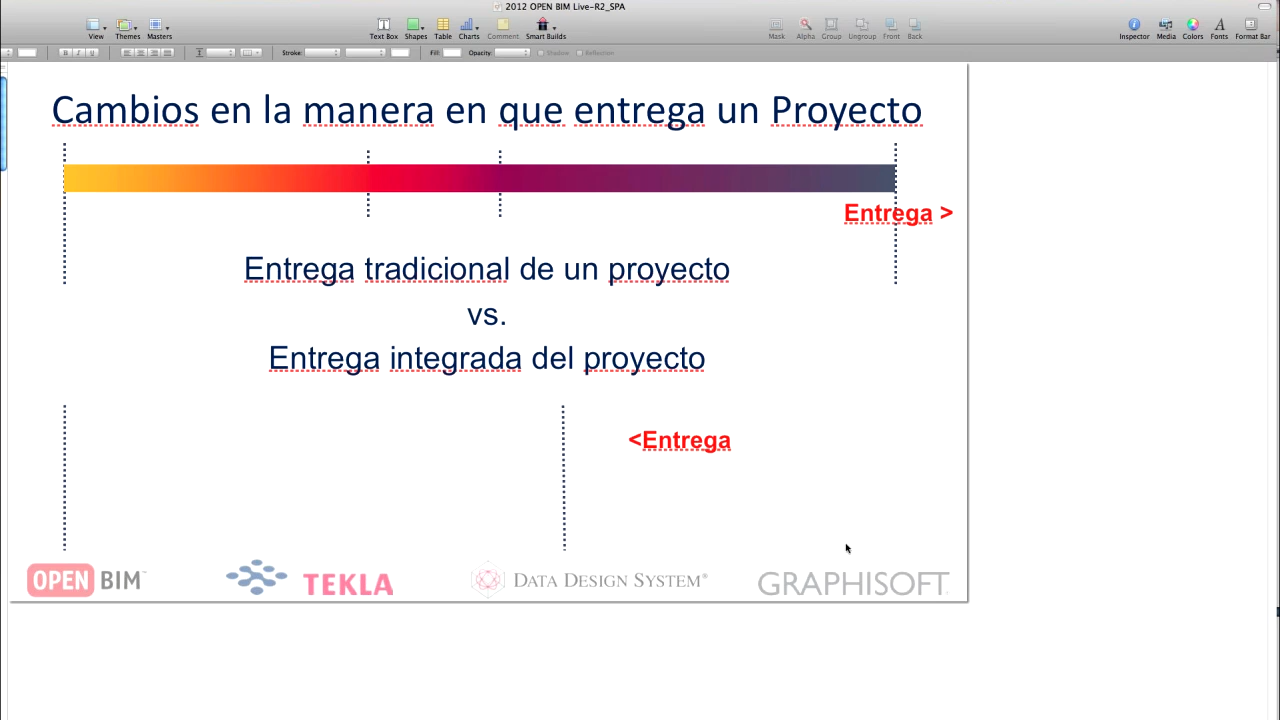 2012 OPEN BIM Live-R2_SPA
View Themes Masters Text Box Shapes Table Charts Comment Smart Builds Mask Alpha Group Ungroup Front Back Inspector Media Colors Fonts Format Bar
B I U T Stroke: Fill: Opacity: Shadow Reflection
Cambios en la manera en que entrega un Proyecto
Entrega >
Entrega tradicional de un proyecto
vs.
Entrega integrada del proyecto
<Entrega
OPEN BIM™ TEKLA DATA DESIGN SYSTEM® GRAPHISOFT.